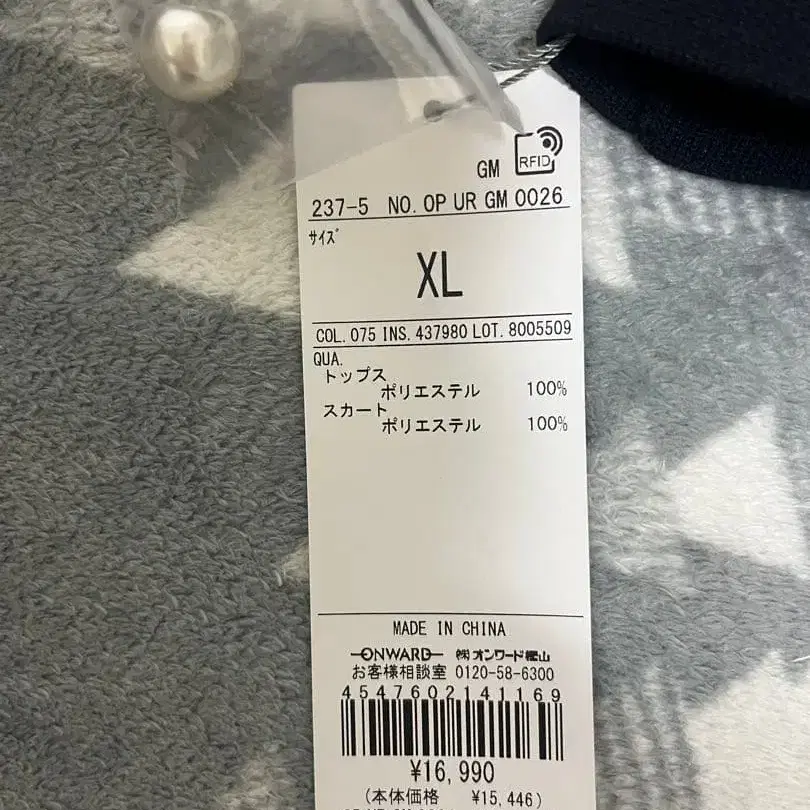 GM RFID
237-5 NO. OP UR GM 0026
サイズ
XL
COL. 075 INS. 437980 LOT. 8005509
QUA.
トップス
ポリエステル 100%
スカート
ポリエステル 100%
MADE IN CHINA
ONWARD ㈱オンワード樫山
お客様相談室 0120-58-6300
4547602141169
¥16,990
(本体価格 ¥15,446)